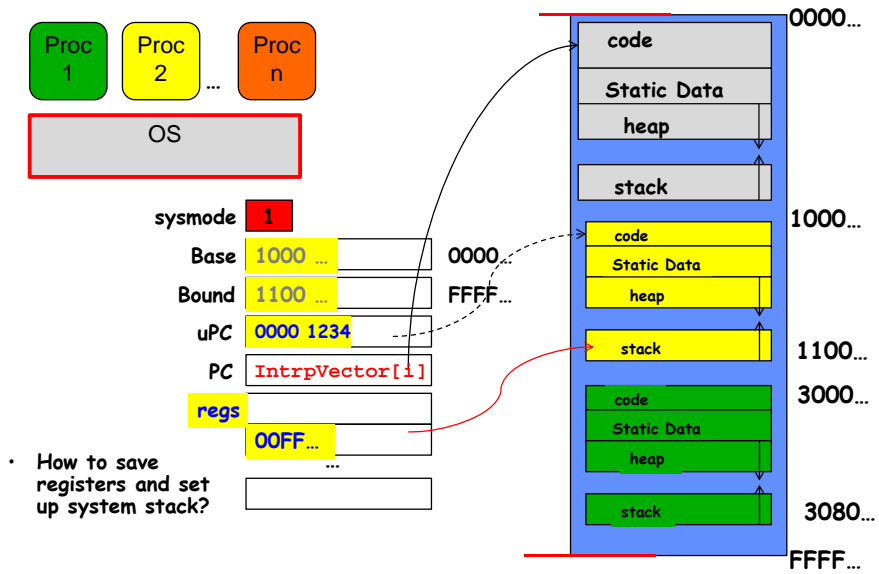 Proc
1
Proc
2
...
Proc
n
OS
sysmode 1
Base 1000 … 0000…
Bound 1100 … FFFF…
uPC 0000 1234
PC IntrpVector[i]
regs
00FF…
…
• How to save
registers and set
up system stack?
0000…
code
Static Data
heap
stack
1000…
code
Static Data
heap
stack
1100…
3000…
code
Static Data
heap
stack
3080…
FFFF…